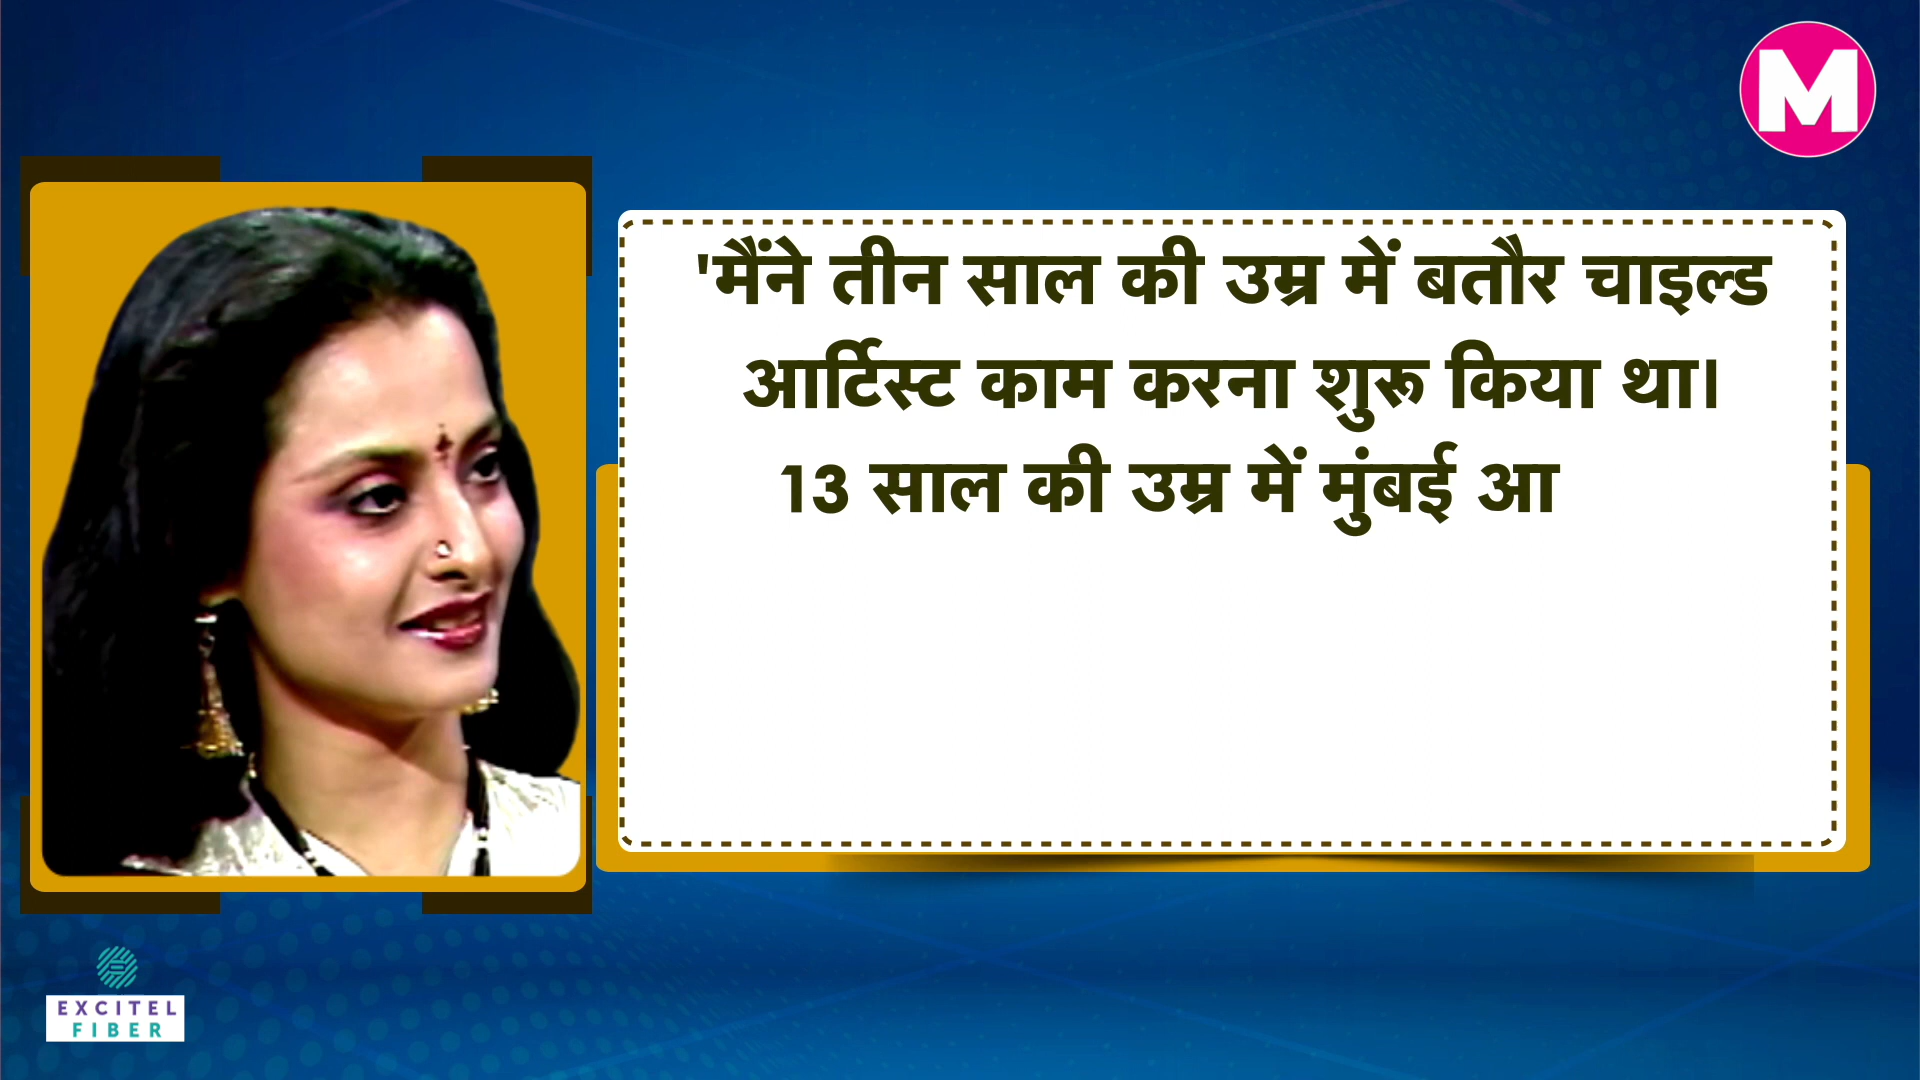 M
'मैंने तीन साल की उम्र में बतौर चाइल्ड
आर्टिस्ट काम करना शुरू किया था।
13 साल की उम्र में मुंबई आ
EXCITEL
FIBER